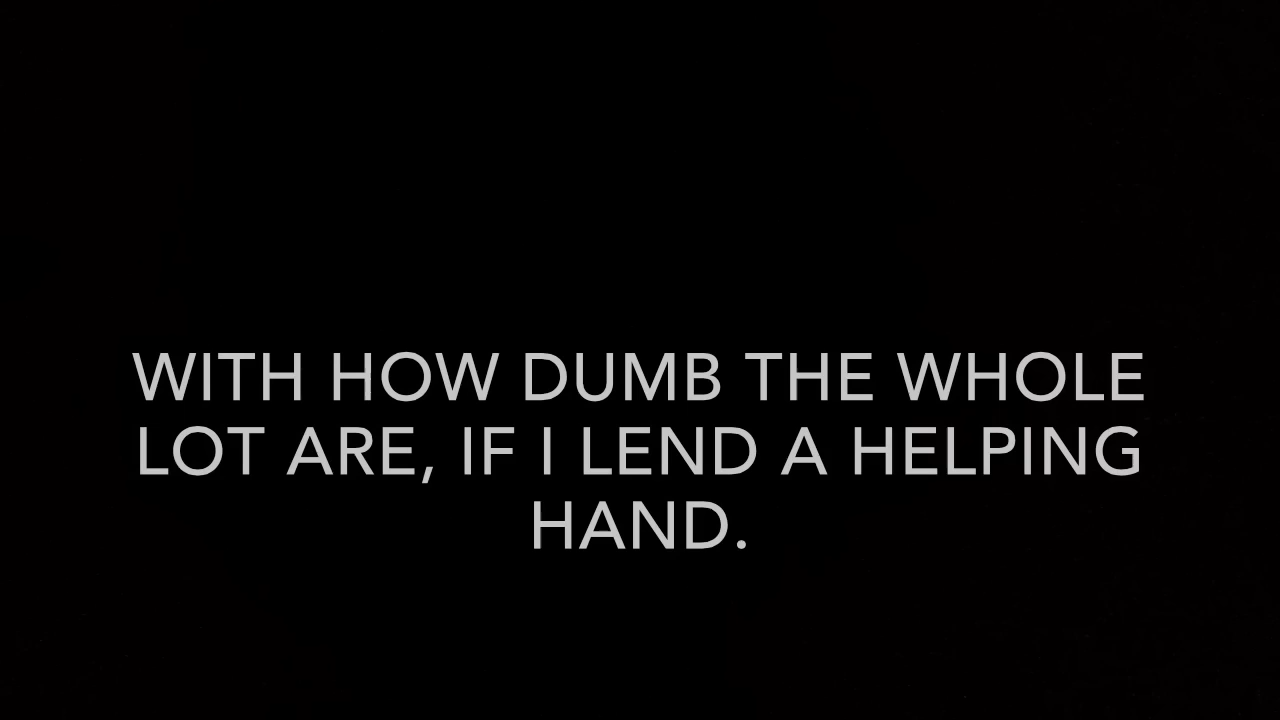 WITH HOW DUMB THE WHOLE
LOT ARE, IF I LEND A HELPING
HAND.